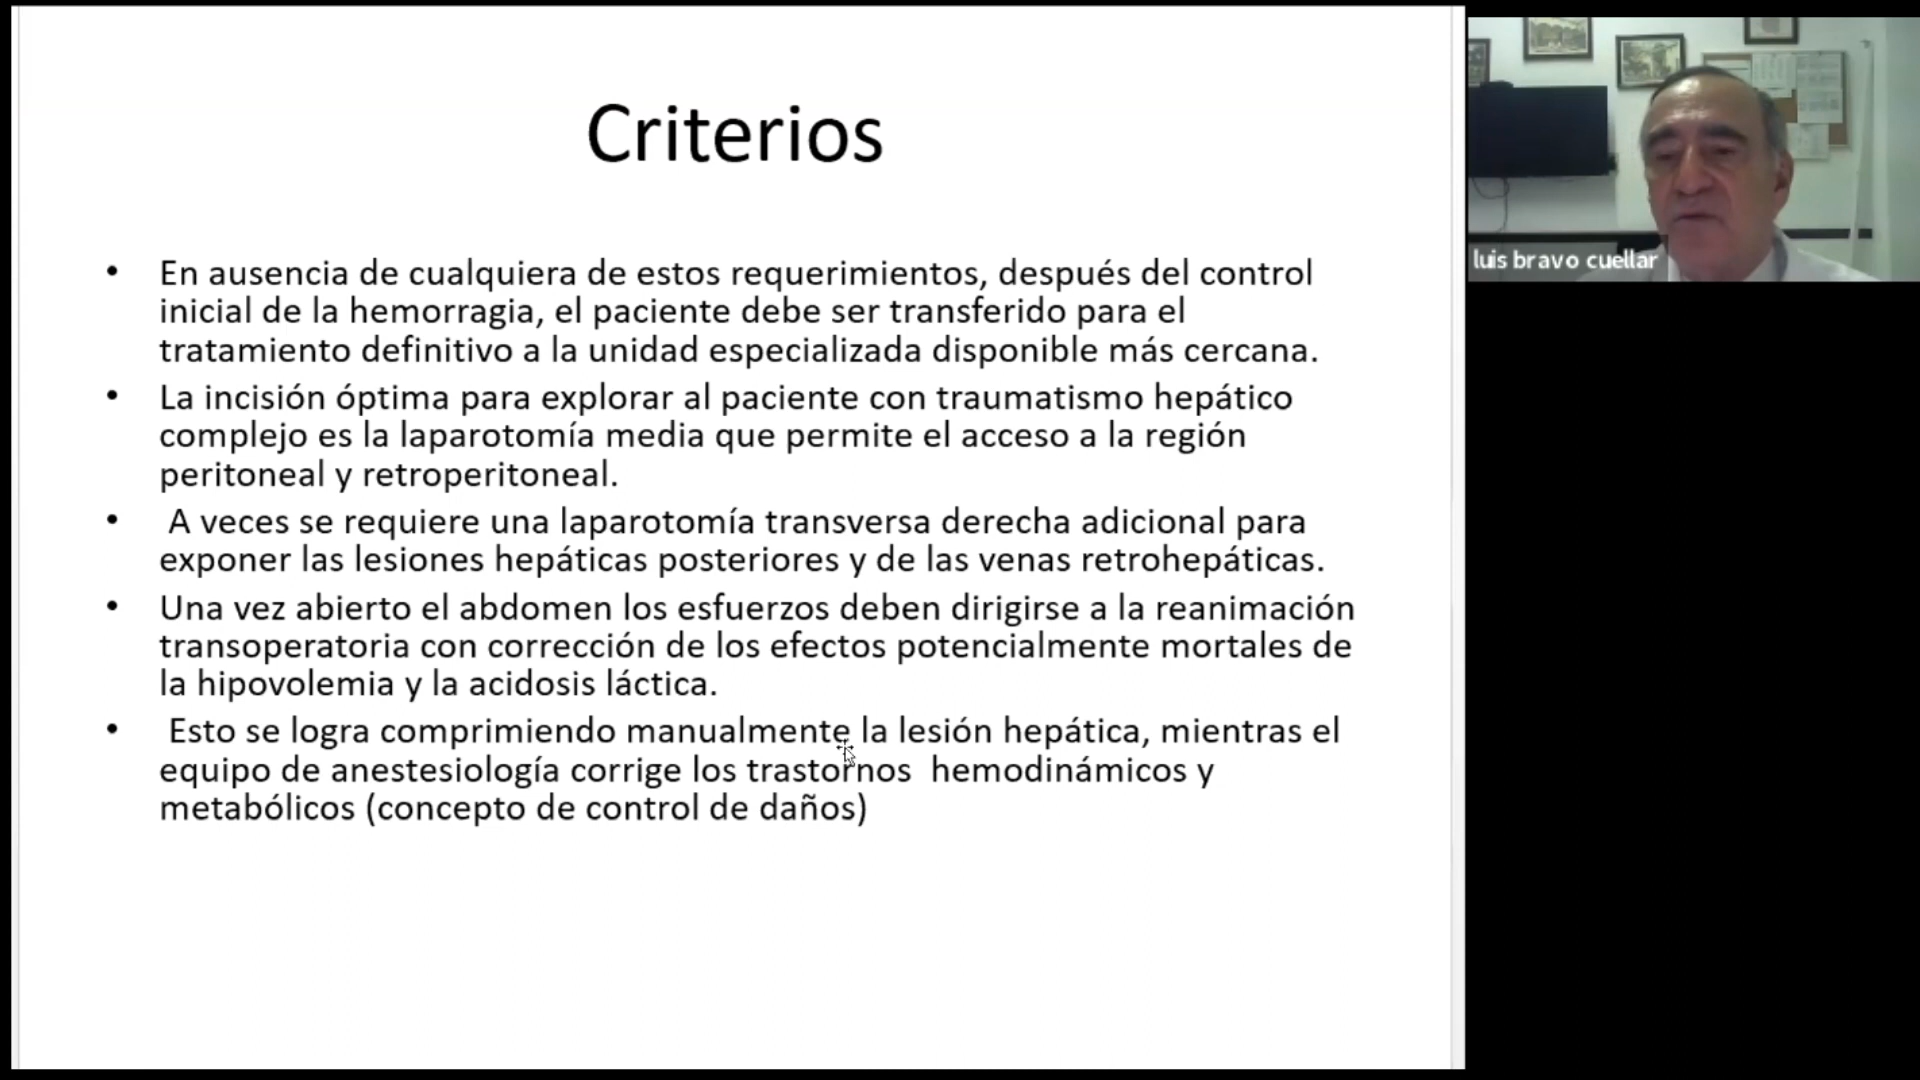 Criterios
• En ausencia de cualquiera de estos requerimientos, después del control
inicial de la hemorragia, el paciente debe ser transferido para el
tratamiento definitivo a la unidad especializada disponible más cercana.
• La incisión óptima para explorar al paciente con traumatismo hepático
complejo es la laparotomía media que permite el acceso a la región
peritoneal y retroperitoneal.
• A veces se requiere una laparotomía transversa derecha adicional para
exponer las lesiones hepáticas posteriores y de las venas retrohepáticas.
• Una vez abierto el abdomen los esfuerzos deben dirigirse a la reanimación
transoperatoria con corrección de los efectos potencialmente mortales de
la hipovolemia y la acidosis láctica.
• Esto se logra comprimiendo manualmente la lesión hepática, mientras el
equipo de anestesiología corrige los trastornos hemodinámicos y
metabólicos (concepto de control de daños)
luis bravo cuellar